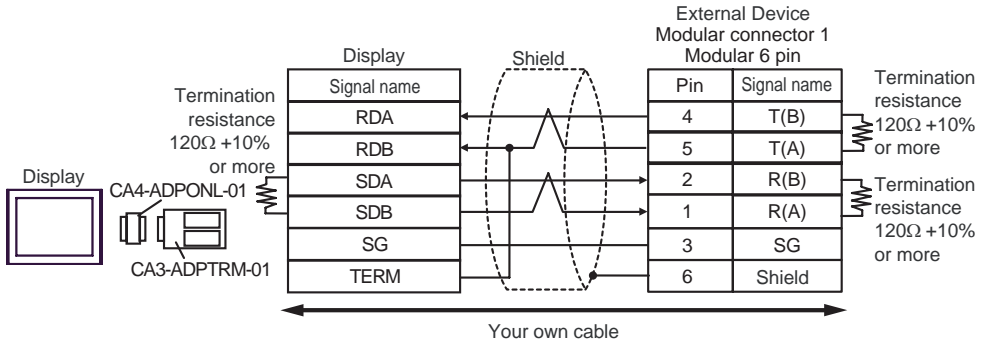 External Device
Modular connector 1
Modular 6 pin
Display
Shield
Signal name
Pin
Signal name
RDA
4
T(B)
RDB
5
T(A)
SDA
2
R(B)
SDB
1
R(A)
SG
3
SG
TERM
6
Shield
Termination
resistance
120Ω +10%
or more
Termination
resistance
120Ω +10%
or more
Termination
resistance
120Ω +10%
or more
Display
CA4-ADPONL-01
CA3-ADPTRM-01
Your own cable